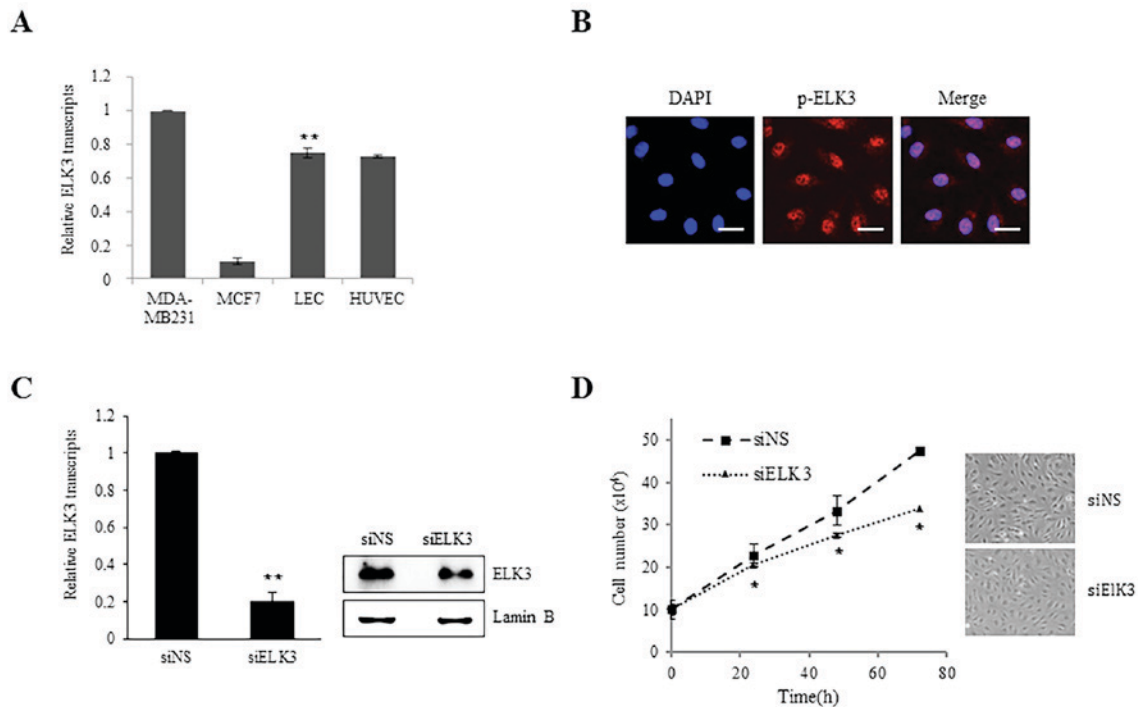 A
Relative ELK3 transcripts
1.2
1
0.8
0.6
0.4
0.2
0
**
MDA-
MB231
MCF7
LEC
HUVEC
B
DAPI
p-ELK3
Merge
C
Relative ELK3 transcripts
1.2
1
0.8
0.6
0.4
0.2
0
**
siNS
siELK3
siNS
siELK3
ELK3
Lamin B
D
Cell number (x10⁴)
50
40
30
20
10
0
siNS
siELK3
*
*
*
0
20
40
60
80
Time(h)
siNS
siElK3